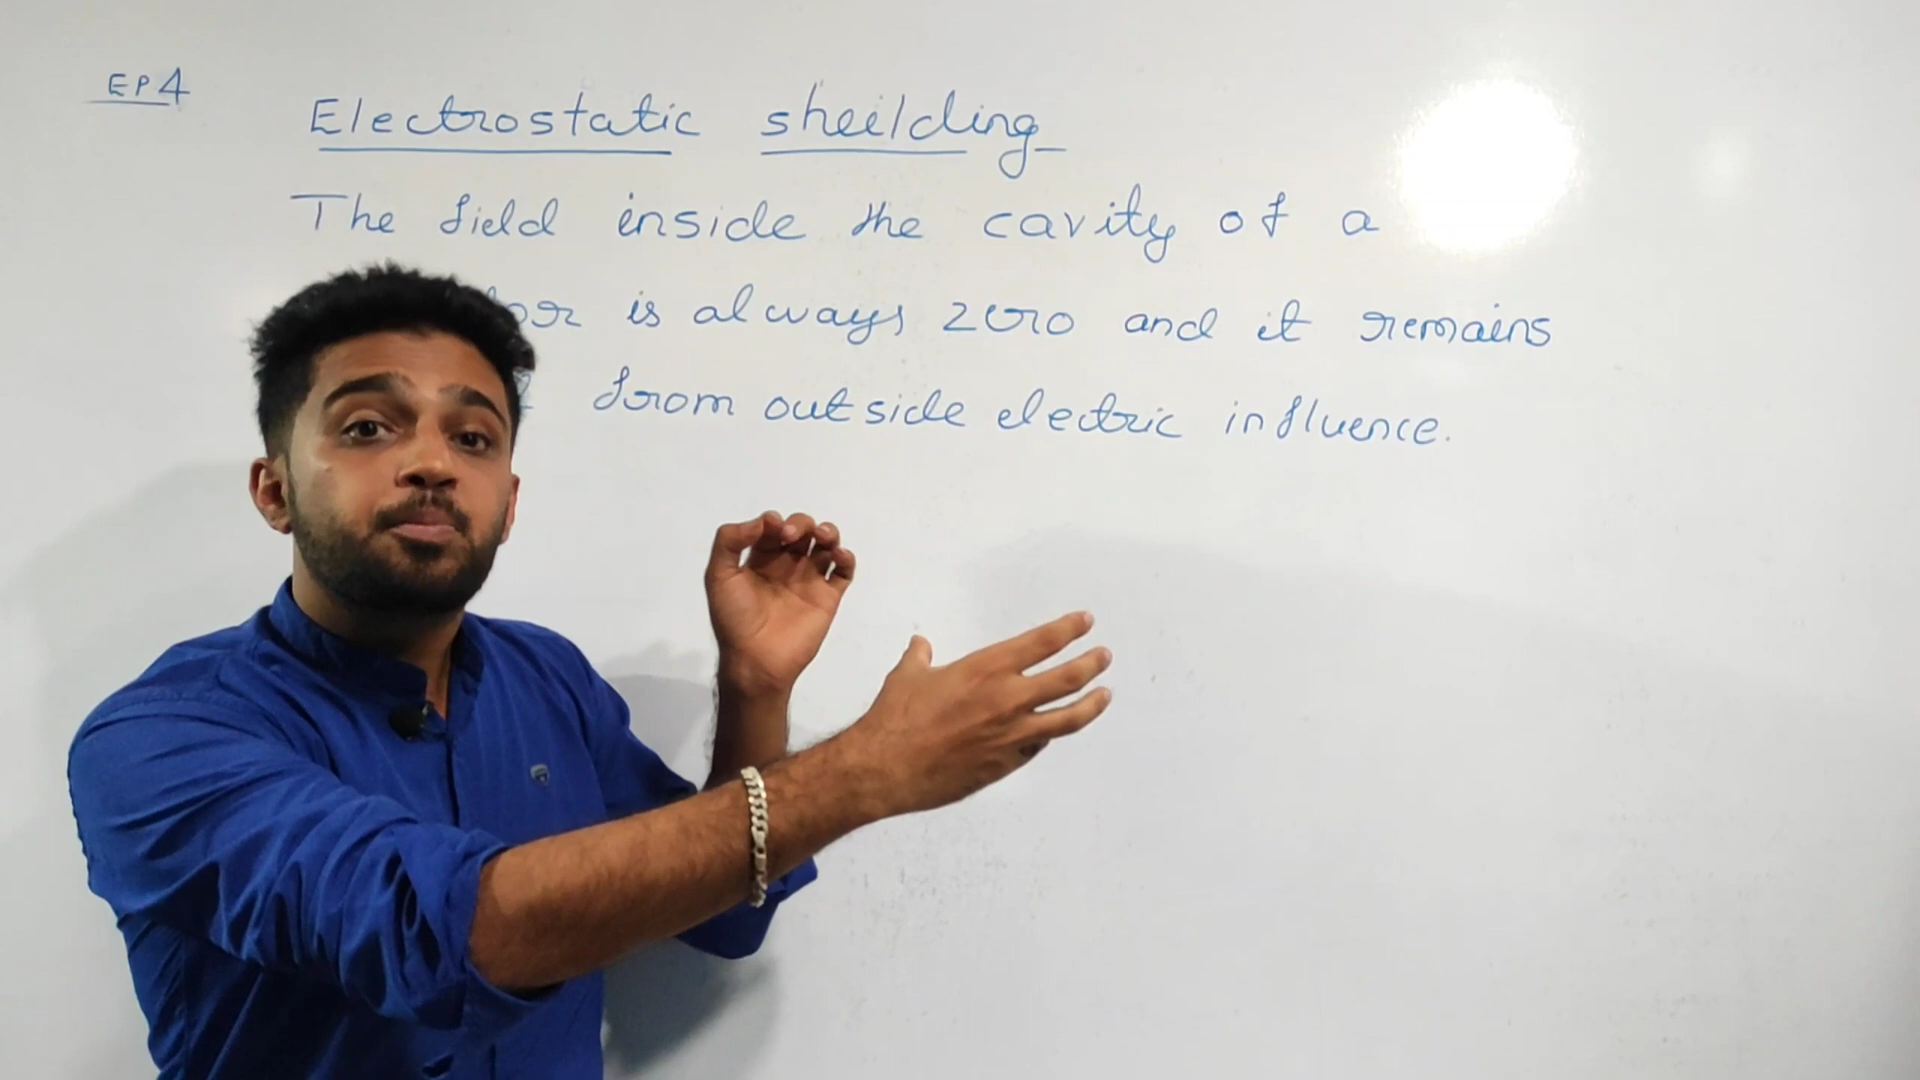 EP4
Electrostatic sheilding
The field inside the cavity of a
is always zero and it remains
from outside electric influence.